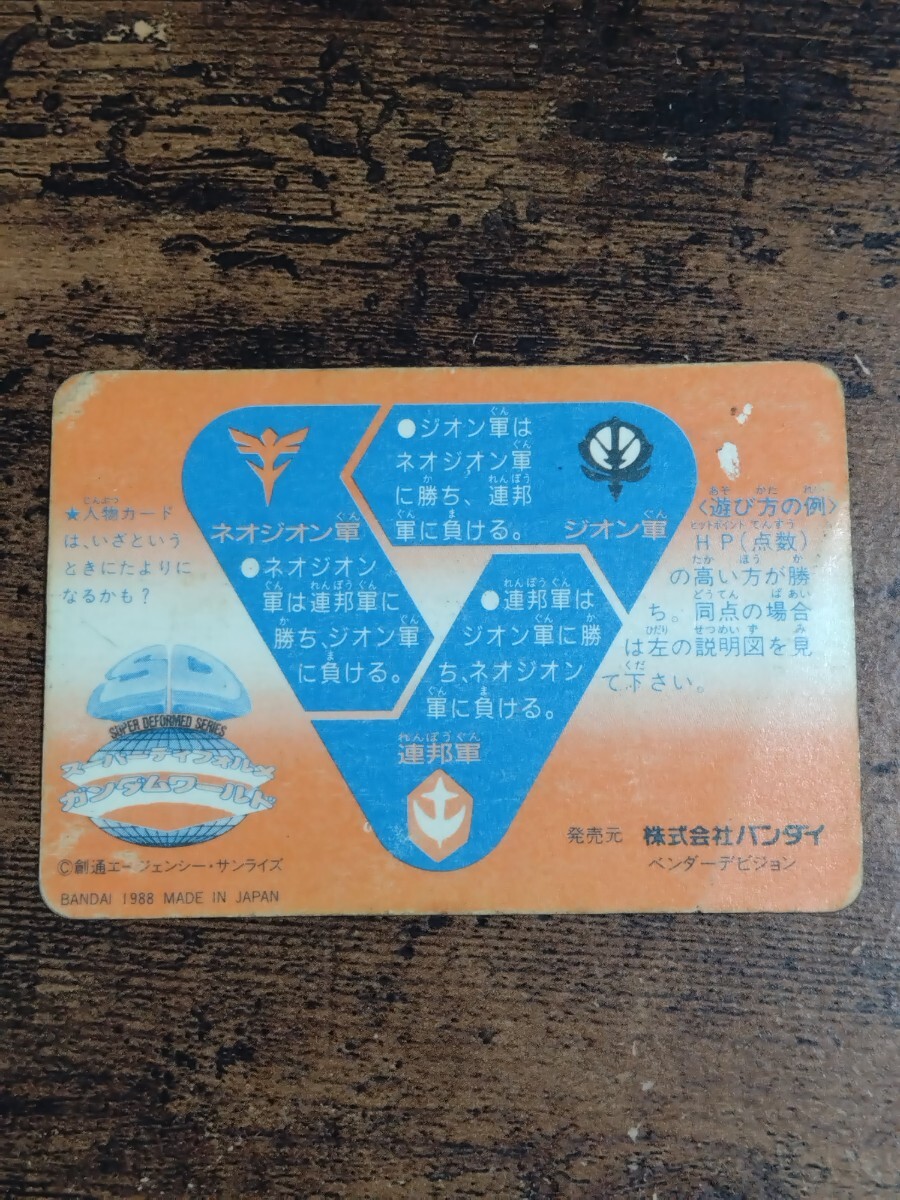 ●ジオン軍は
ネオジオン軍
に勝ち、連邦
軍に負ける。
ネオジオン軍
ジオン軍
●ネオジオン
軍は連邦軍に
勝ち、ジオン軍
に負ける。
●連邦軍は
ジオン軍に勝
ち、ネオジオン
軍に負ける。
連邦軍
★人物カード
は、いざという
ときにたよりに
なるかも?
〈遊び方の例〉
HP(点数)
の高い方が勝
ち。同点の場合
は左の説明図を見
て下さい。
SUPER DEFORMED SERIES
スーパーディフォルメ
ガンダムワールド
©創通エージェンシー・サンライズ
BANDAI 1988 MADE IN JAPAN
発売元 株式会社バンダイ
ベンダーデビジョン